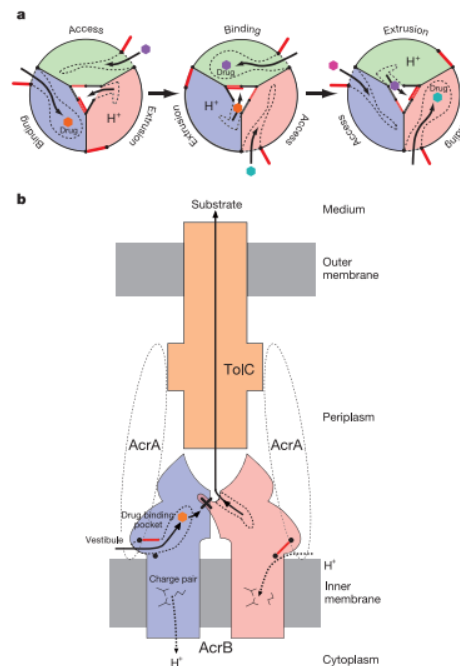 a
Access
Binding
Extrusion
Drug
H+
Binding
Extrusion
Drug
H+
Extrusion
Access
H+
Drug
Access
Binding
b
Substrate
Medium
Outer
membrane
TolC
Periplasm
AcrA
AcrA
Drug binding
pocket
Vestibule
H+
Charge pair
Inner
membrane
AcrB
H+
Cytoplasm